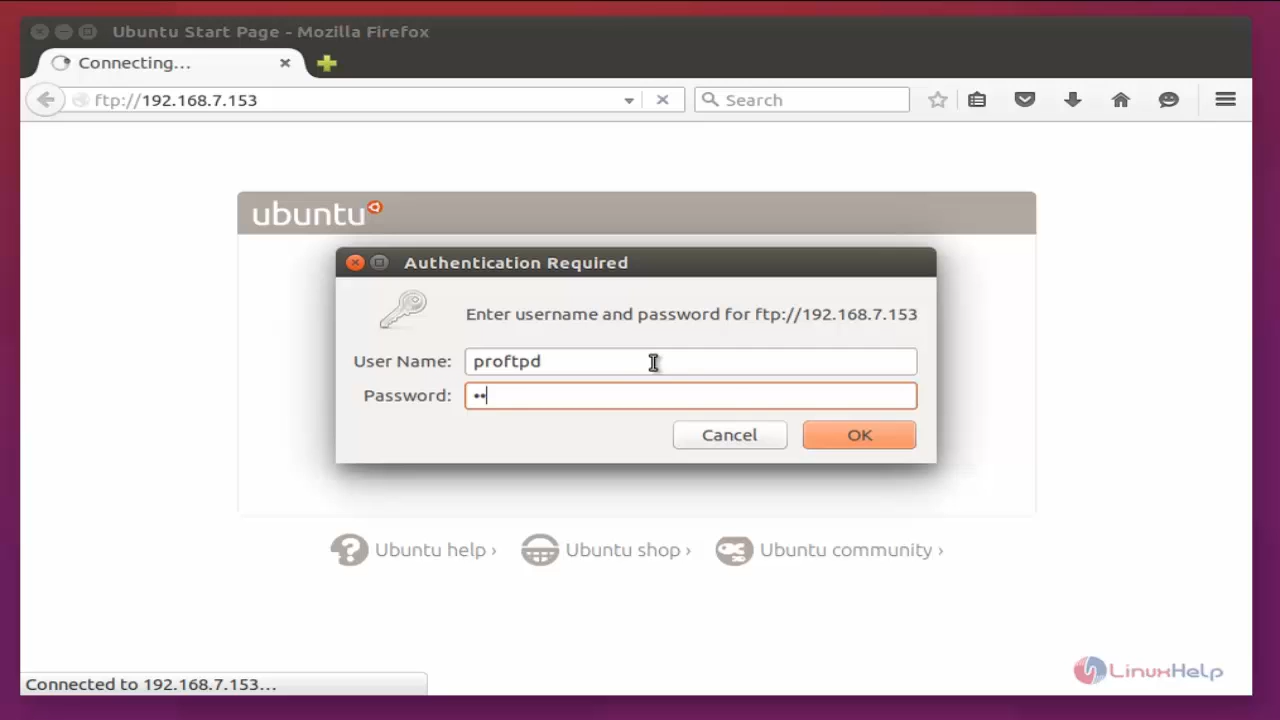 Ubuntu Start Page - Mozilla Firefox
Connecting...
ftp://192.168.7.153
Search
ubuntu
Authentication Required
Enter username and password for ftp://192.168.7.153
User Name: proftpd
Password: ••
Cancel OK
Ubuntu help › Ubuntu shop › Ubuntu community ›
Connected to 192.168.7.153...
LinuxHelp